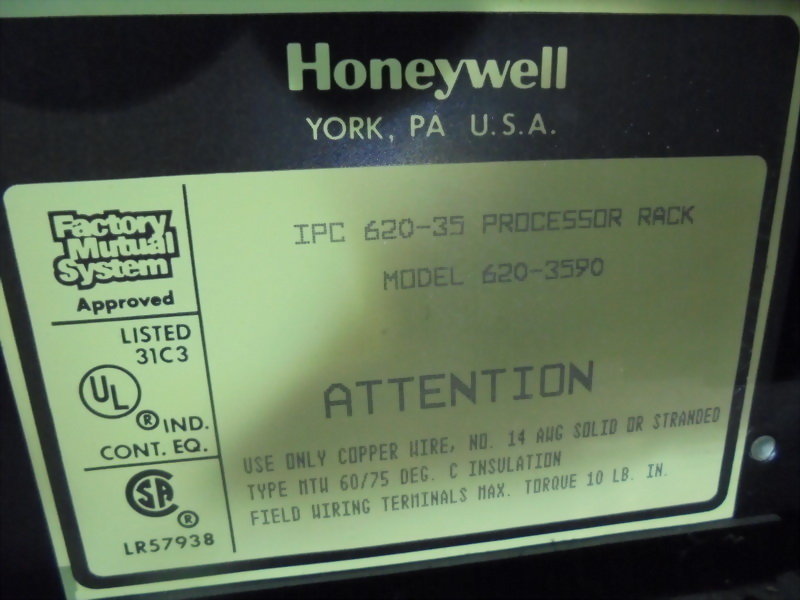 Honeywell
YORK, PA U.S.A.
Factory
Mutual
System
Approved
LISTED
31C3
UL
® IND.
CONT. EQ.
SA
®
LR57938
IPC 620-35 PROCESSOR RACK
MODEL 620-3590
ATTENTION
USE ONLY COPPER WIRE, NO. 14 AWG SOLID OR STRANDED
TYPE MTW 60/75 DEG. C INSULATION
FIELD WIRING TERMINALS MAX. TORQUE 10 LB. IN.